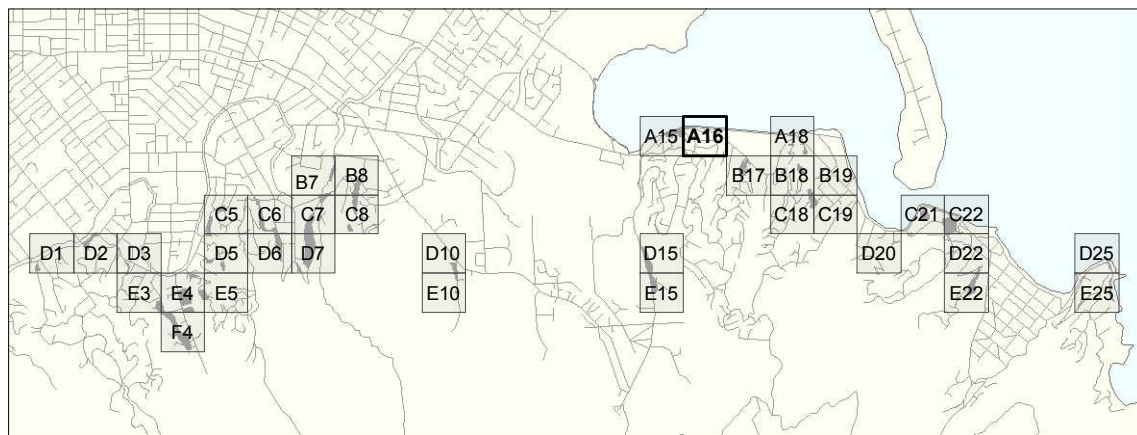 A15 A16 A18
B7 B8 B17 B18 B19
C5 C6 C7 C8 C18 C19 C21 C22
D1 D2 D3 D5 D6 D7 D10 D15 D20 D22 D25
E3 E4 E5 E10 E15 E22 E25
F4